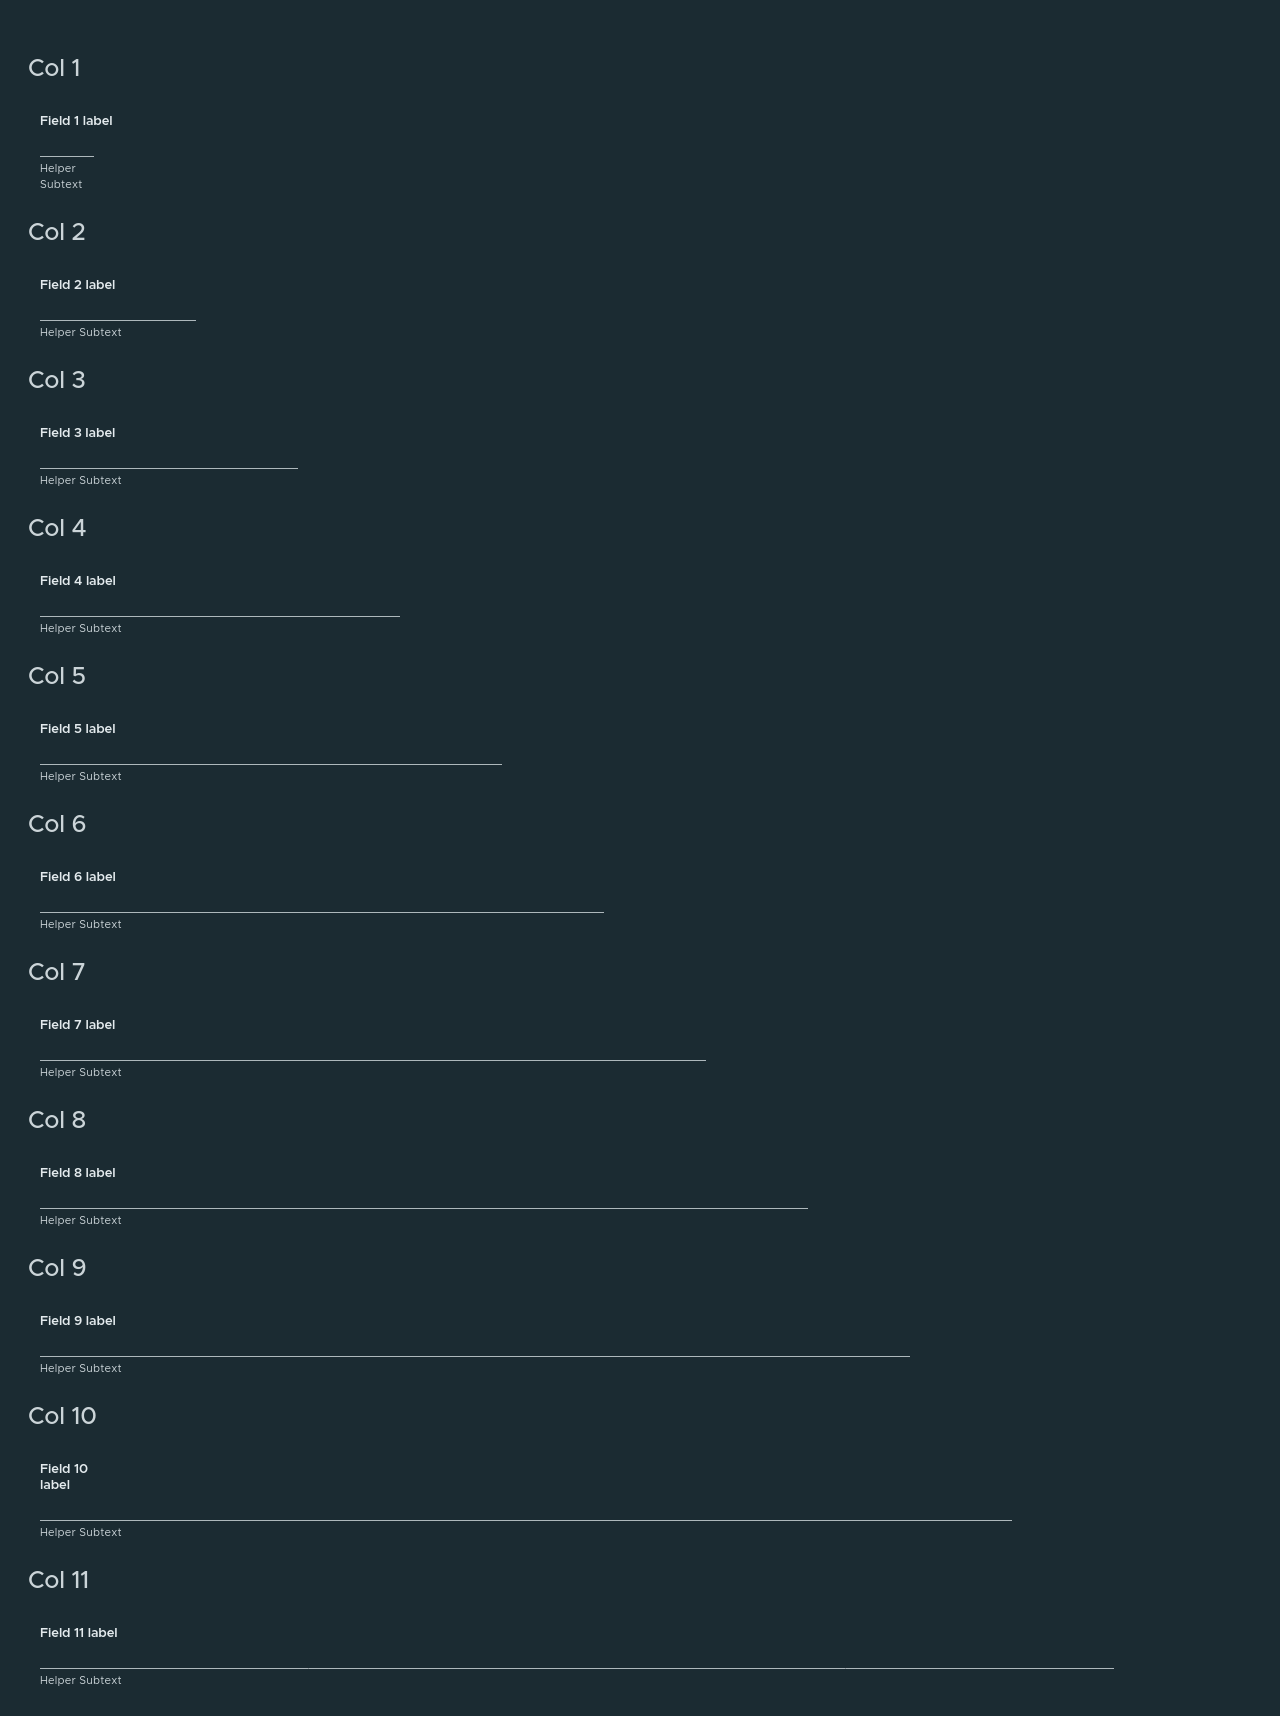 Col 1
Field 1 label
Helper
Subtext
Col 2
Field 2 label
Helper Subtext
Col 3
Field 3 label
Helper Subtext
Col 4
Field 4 label
Helper Subtext
Col 5
Field 5 label
Helper Subtext
Col 6
Field 6 label
Helper Subtext
Col 7
Field 7 label
Helper Subtext
Col 8
Field 8 label
Helper Subtext
Col 9
Field 9 label
Helper Subtext
Col 10
Field 10
label
Helper Subtext
Col 11
Field 11 label
Helper Subtext